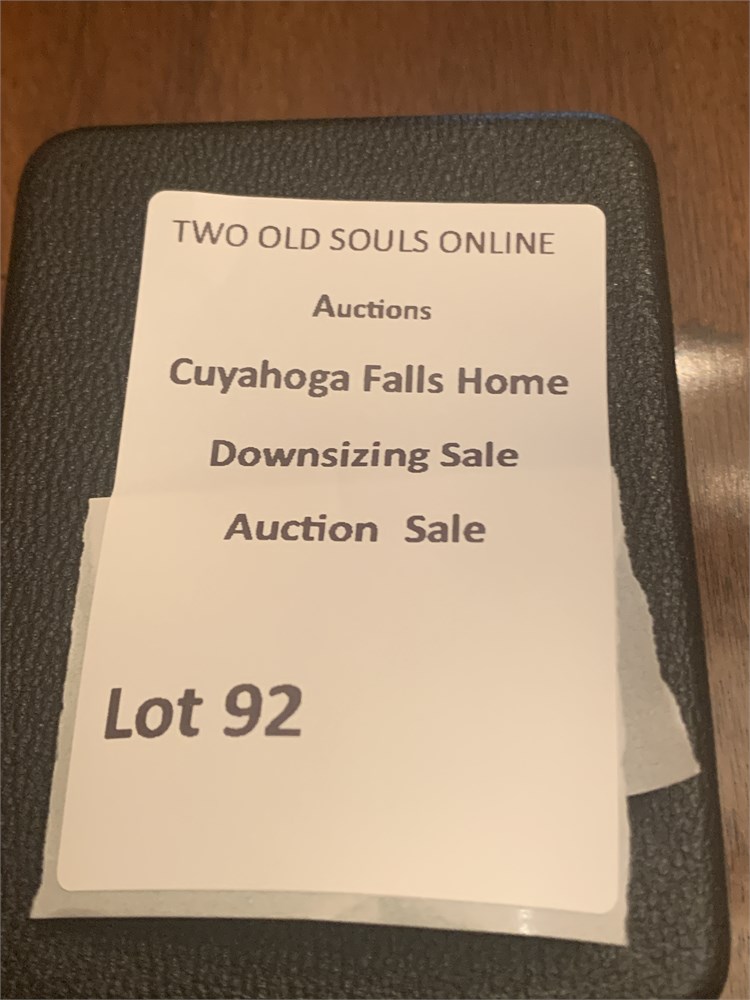 TWO OLD SOULS ONLINE
Auctions
Cuyahoga Falls Home
Downsizing Sale
Auction Sale
Lot 92